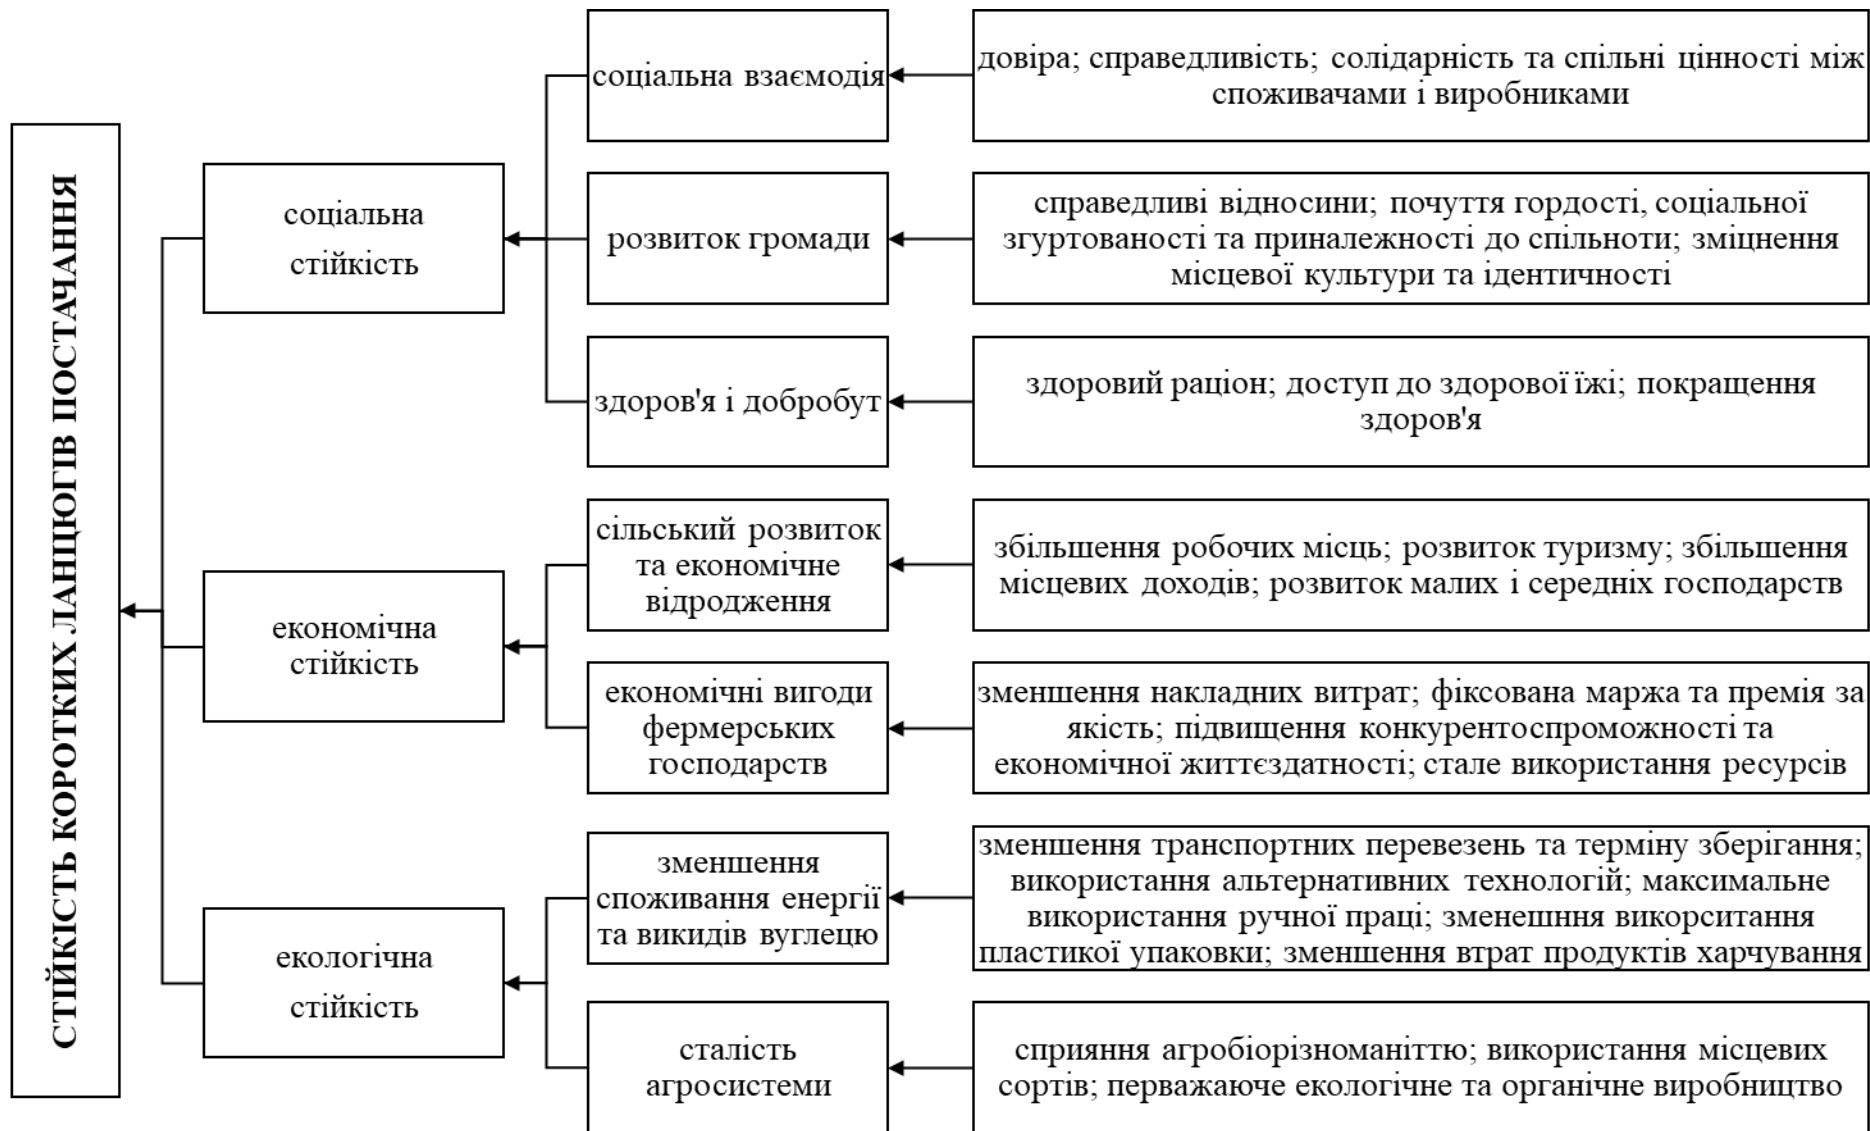 СТІЙКІСТЬ КОРОТКИХ ЛАНЦЮГІВ ПОСТАЧАННЯ
соціальна
стійкість
соціальна взаємодія
довіра; справедливість; солідарність та спільні цінності між
споживачами і виробниками
розвиток громади
справедливі відносини; почуття гордості, соціальної
згуртованості та приналежності до спільноти; зміцнення
місцевої культури та ідентичності
здоров'я і добробут
здоровий раціон; доступ до здорової їжі; покращення
здоров'я
економічна
стійкість
сільський розвиток
та економічне
відродження
збільшення робочих місць; розвиток туризму; збільшення
місцевих доходів; розвиток малих і середніх господарств
економічні вигоди
фермерських
господарств
зменшення накладних витрат; фіксована маржа та премія за
якість; підвищення конкурентоспроможності та
економічної життєздатності; стале використання ресурсів
екологічна
стійкість
зменшення
споживання енергії
та викидів вуглецю
зменшення транспортних перевезень та терміну зберігання;
використання альтернативних технологій; максимальне
використання ручної праці; зменешння викорситання
пластикої упаковки; зменшення втрат продуктів харчування
сталість
агросистеми
сприяння агробіорізноманіттю; використання місцевих
сортів; перважаюче екологічне та органічне виробництво